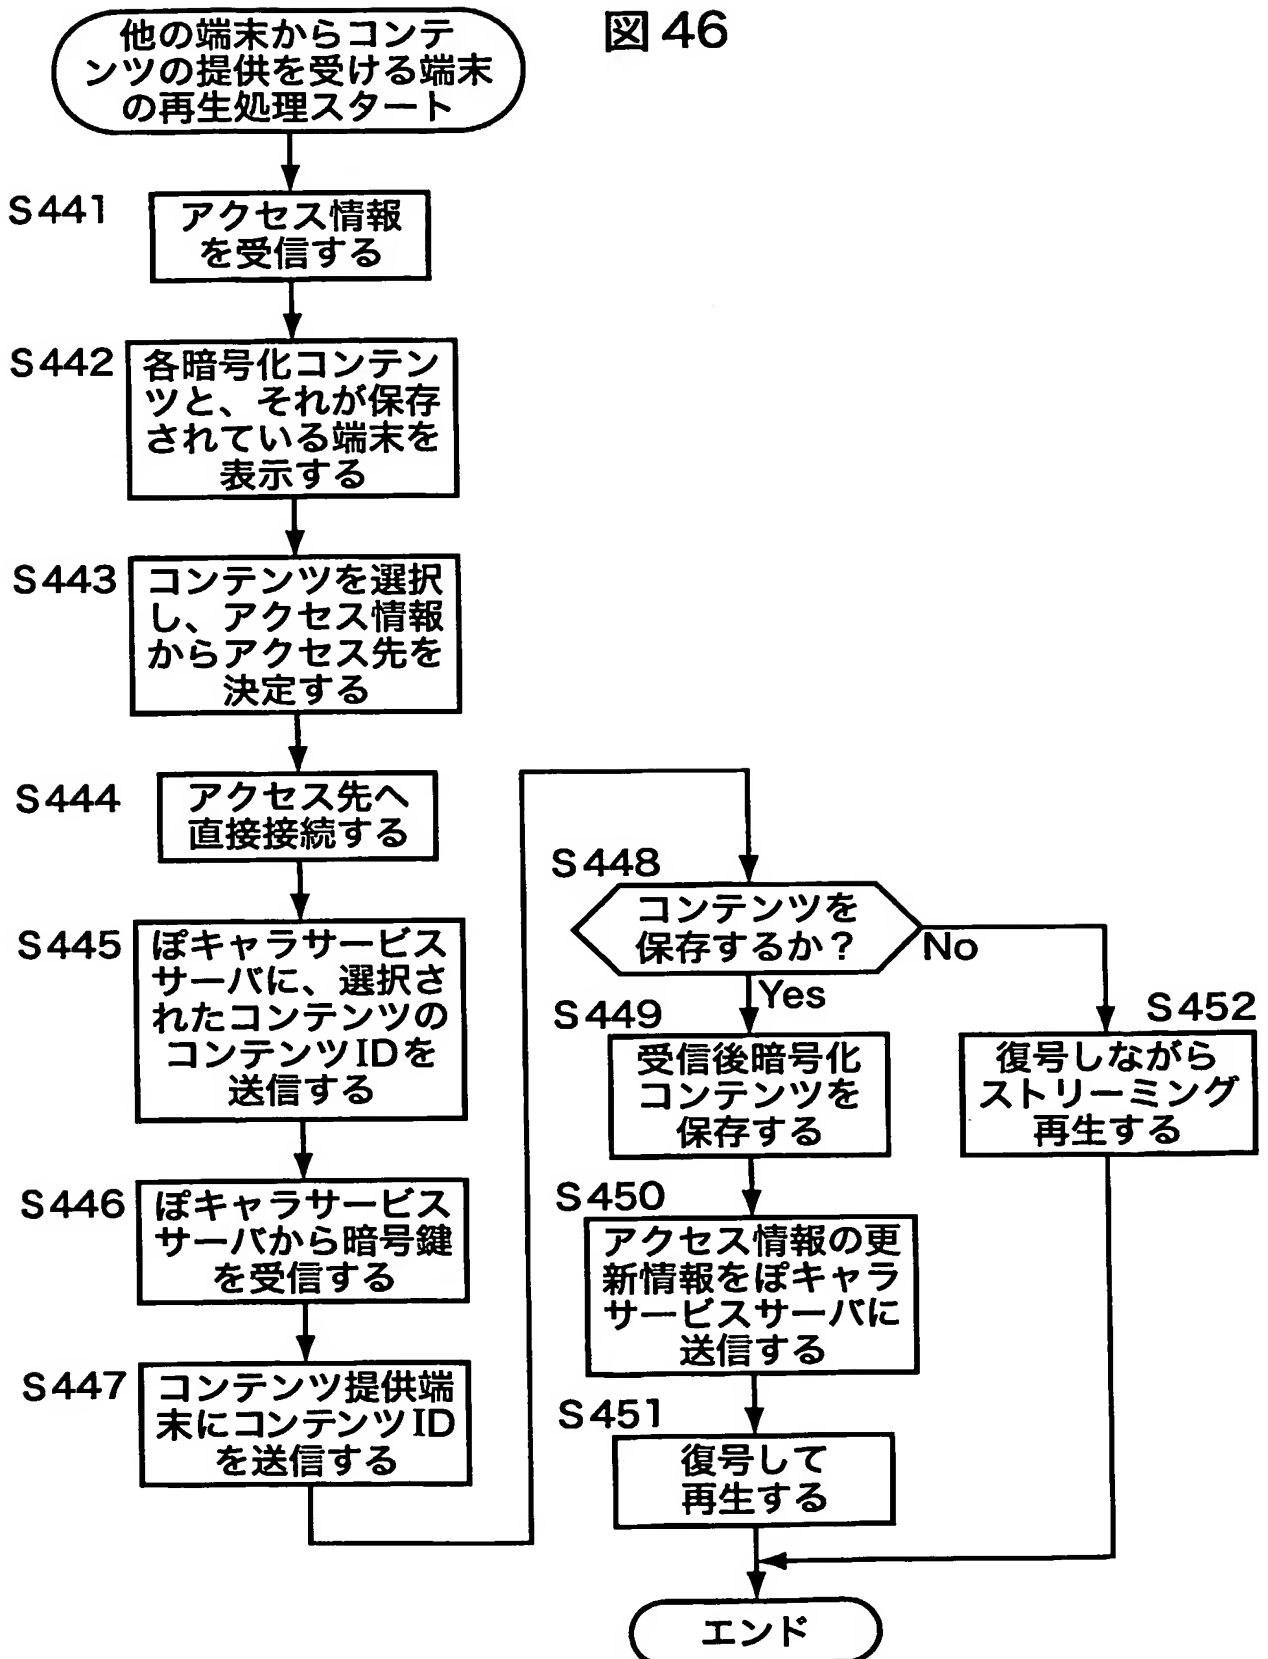 図46
他の端末からコンテ
ンツの提供を受ける端末
の再生処理スタート
S441
アクセス情報
を受信する
S442
各暗号化コンテン
ツと、それが保存
されている端末を
表示する
S443
コンテンツを選択
し、アクセス情報
からアクセス先を
決定する
S444
アクセス先へ
直接接続する
S445
ぽキャラサービス
サーバに、選択さ
れたコンテンツの
コンテンツIDを
送信する
S446
ぽキャラサービス
サーバから暗号鍵
を受信する
S447
コンテンツ提供端
末にコンテンツID
を送信する
S448
コンテンツを
保存するか？
No
Yes
S449
受信後暗号化
コンテンツを
保存する
S450
アクセス情報の更
新情報をぽキャラ
サービスサーバに
送信する
S451
復号して
再生する
S452
復号しながら
ストリーミング
再生する
エンド